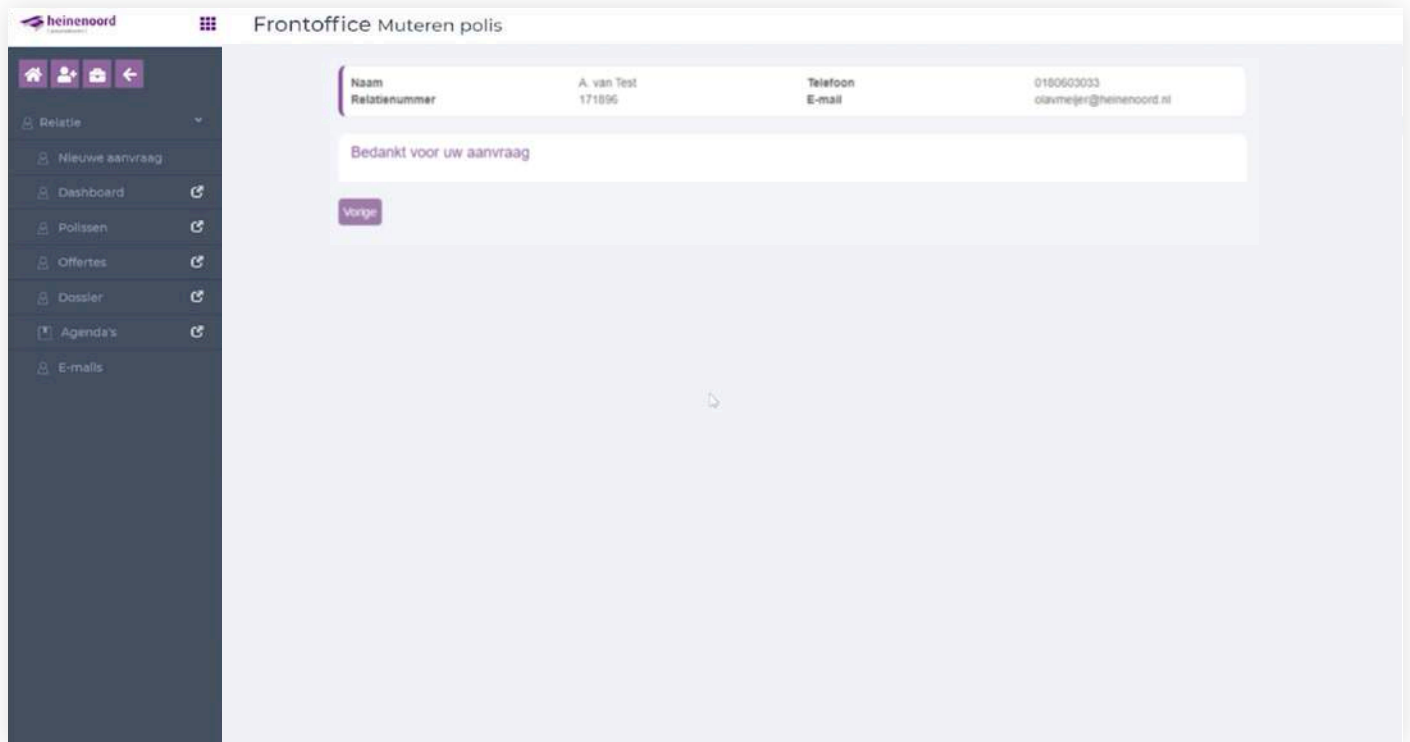 heinenoord
Frontoffice Muteren polis
Naam A. van Test Telefoon 0180603033
Relatienummer 171896 E-mail olavmeijer@heinenoord.nl
Relatie
Nieuwe aanvraag
Dashboard
Polissen
Offertes
Dossier
Agenda's
E-mails
Bedankt voor uw aanvraag
Vorige